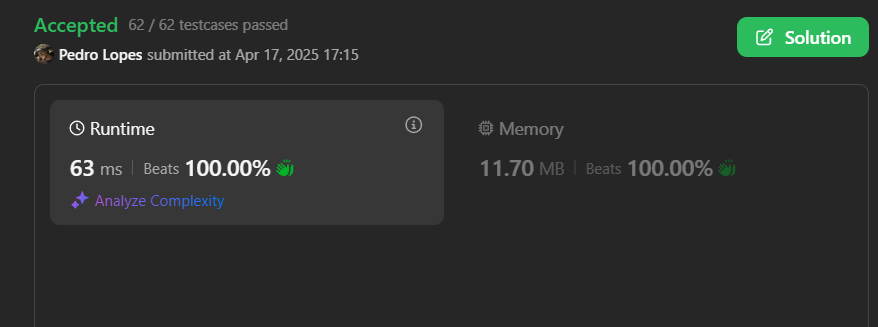 Accepted 62 / 62 testcases passed
Pedro Lopes submitted at Apr 17, 2025 17:15
Solution
Runtime
63 ms | Beats 100.00%
Analyze Complexity
Memory
11.70 MB | Beats 100.00%